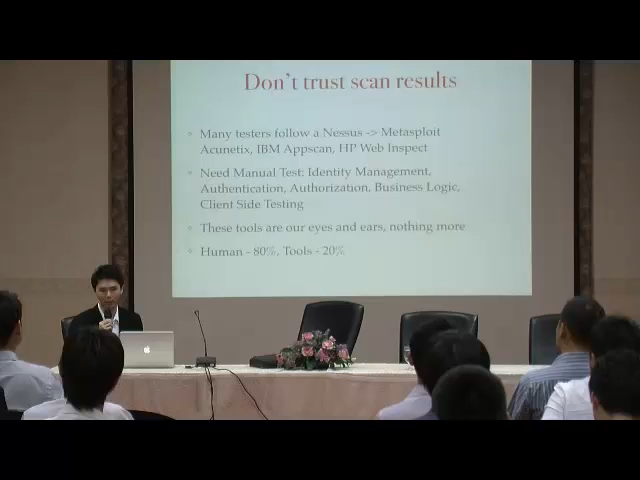 Don't trust scan results
Many testers follow a Nessus -> Metasploit
Acunetix, IBM Appscan, HP Web Inspect
Need Manual Test: Identity Management,
Authentication, Authorization, Business Logic,
Client Side Testing
These tools are our eyes and ears, nothing more
Human - 80%, Tools - 20%